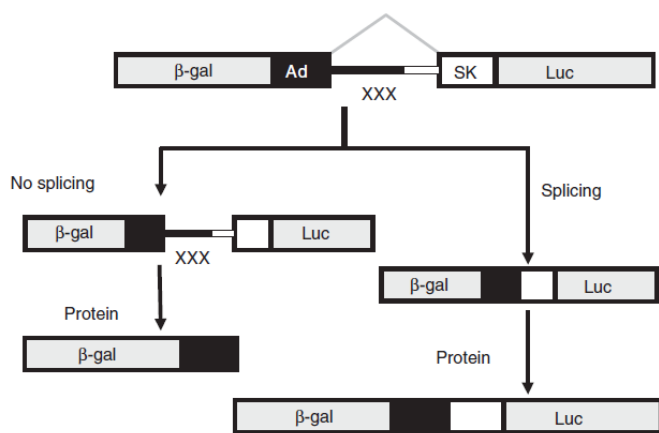 β-gal Ad SK Luc
XXX
No splicing
Splicing
β-gal Luc
XXX
β-gal Luc
Protein
β-gal
Protein
β-gal Luc